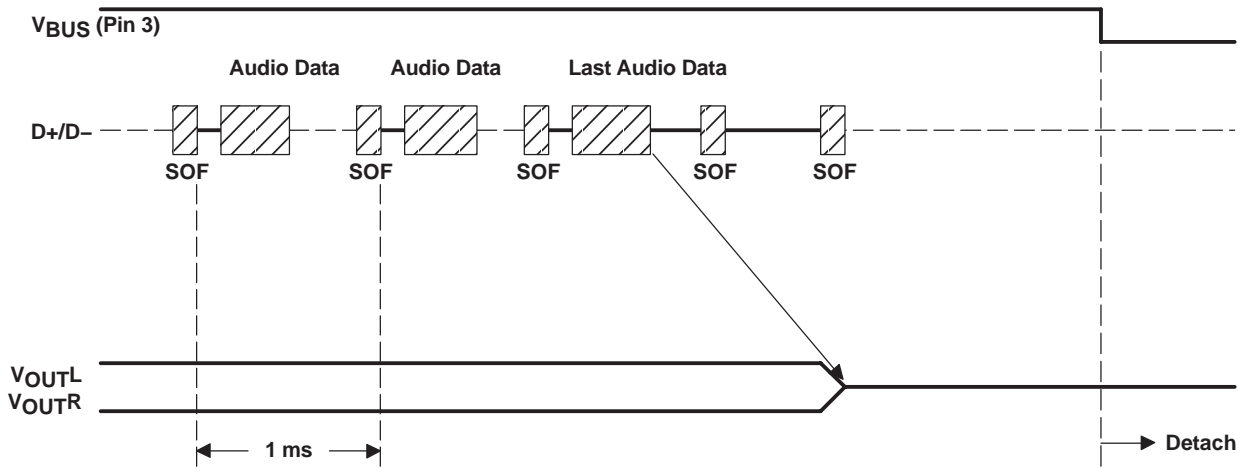 VBUS (Pin 3)
Audio Data Audio Data Last Audio Data
D+/D–
SOF SOF SOF SOF SOF
VOUTL
VOUTR
1 ms
Detach